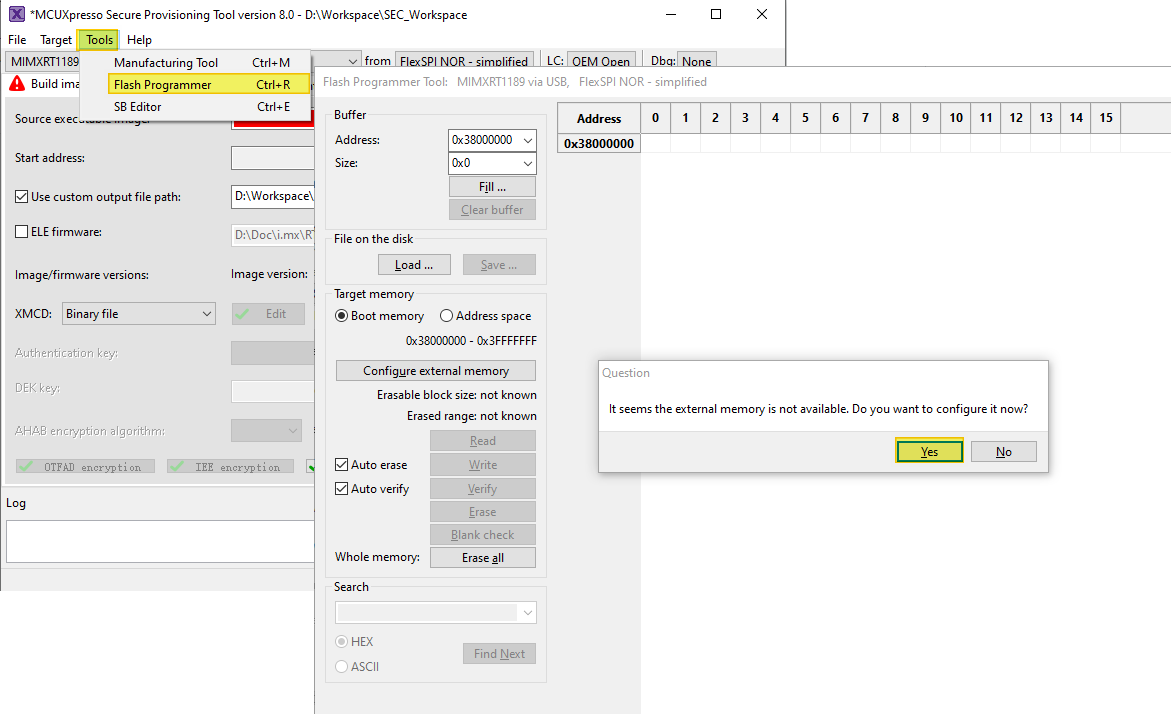 *MCUXpresso Secure Provisioning Tool version 8.0 - D:\Workspace\SEC_Workspace
File Target Tools Help
MIMXRT1189 from FlexSPI NOR - simplified LC: OEM Open Dbg: None
Manufacturing Tool Ctrl+M
Flash Programmer Ctrl+R
SB Editor Ctrl+E
Build ima
Source executable image:
Start address:
Use custom output file path: D:\Workspace\
ELE firmware: D:\Doc\i.mx\RT
Image/firmware versions: Image version:
XMCD: Binary file Edit
Authentication key:
DEK key:
AHAB encryption algorithm:
OTFAD encryption IEE encryption
Log
Flash Programmer Tool: MIMXRT1189 via USB, FlexSPI NOR - simplified
Buffer
Address: 0x38000000
Size: 0x0
Fill ...
Clear buffer
File on the disk
Load ... Save ...
Target memory
Boot memory Address space
0x38000000 - 0x3FFFFFFF
Configure external memory
Erasable block size: not known
Erased range: not known
Read
Auto erase Write
Auto verify Verify
Erase
Blank check
Whole memory: Erase all
Search
HEX
ASCII
Find Next
Address 0 1 2 3 4 5 6 7 8 9 10 11 12 13 14 15
0x38000000
Question
It seems the external memory is not available. Do you want to configure it now?
Yes No